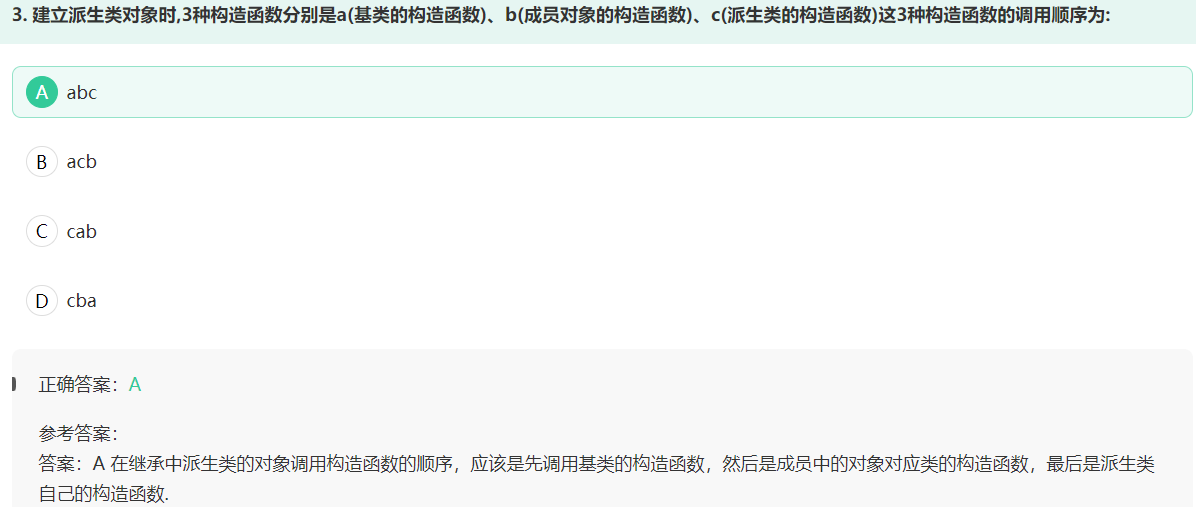 3. 建立派生类对象时,3种构造函数分别是a(基类的构造函数)、b(成员对象的构造函数)、c(派生类的构造函数)这3种构造函数的调用顺序为:
A abc
B acb
C cab
D cba
正确答案：A
参考答案：
答案：A 在继承中派生类的对象调用构造函数的顺序，应该是先调用基类的构造函数，然后是成员中的对象对应类的构造函数，最后是派生类
自己的构造函数.